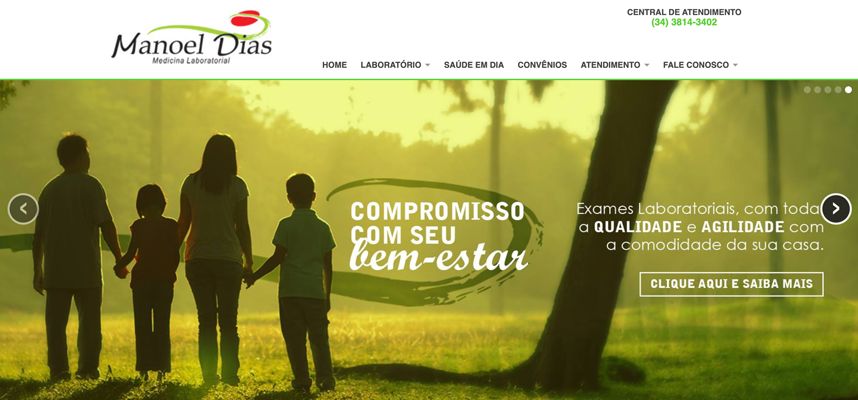 Manoel Dias
Medicina Laboratorial
CENTRAL DE ATENDIMENTO
(34) 3814-3402
HOME LABORATÓRIO SAÚDE EM DIA CONVÊNIOS ATENDIMENTO FALE CONOSCO
COMPROMISSO
COM SEU
bem-estar
Exames Laboratoriais, com toda
a QUALIDADE e AGILIDADE com
a comodidade da sua casa.
CLIQUE AQUI E SAIBA MAIS